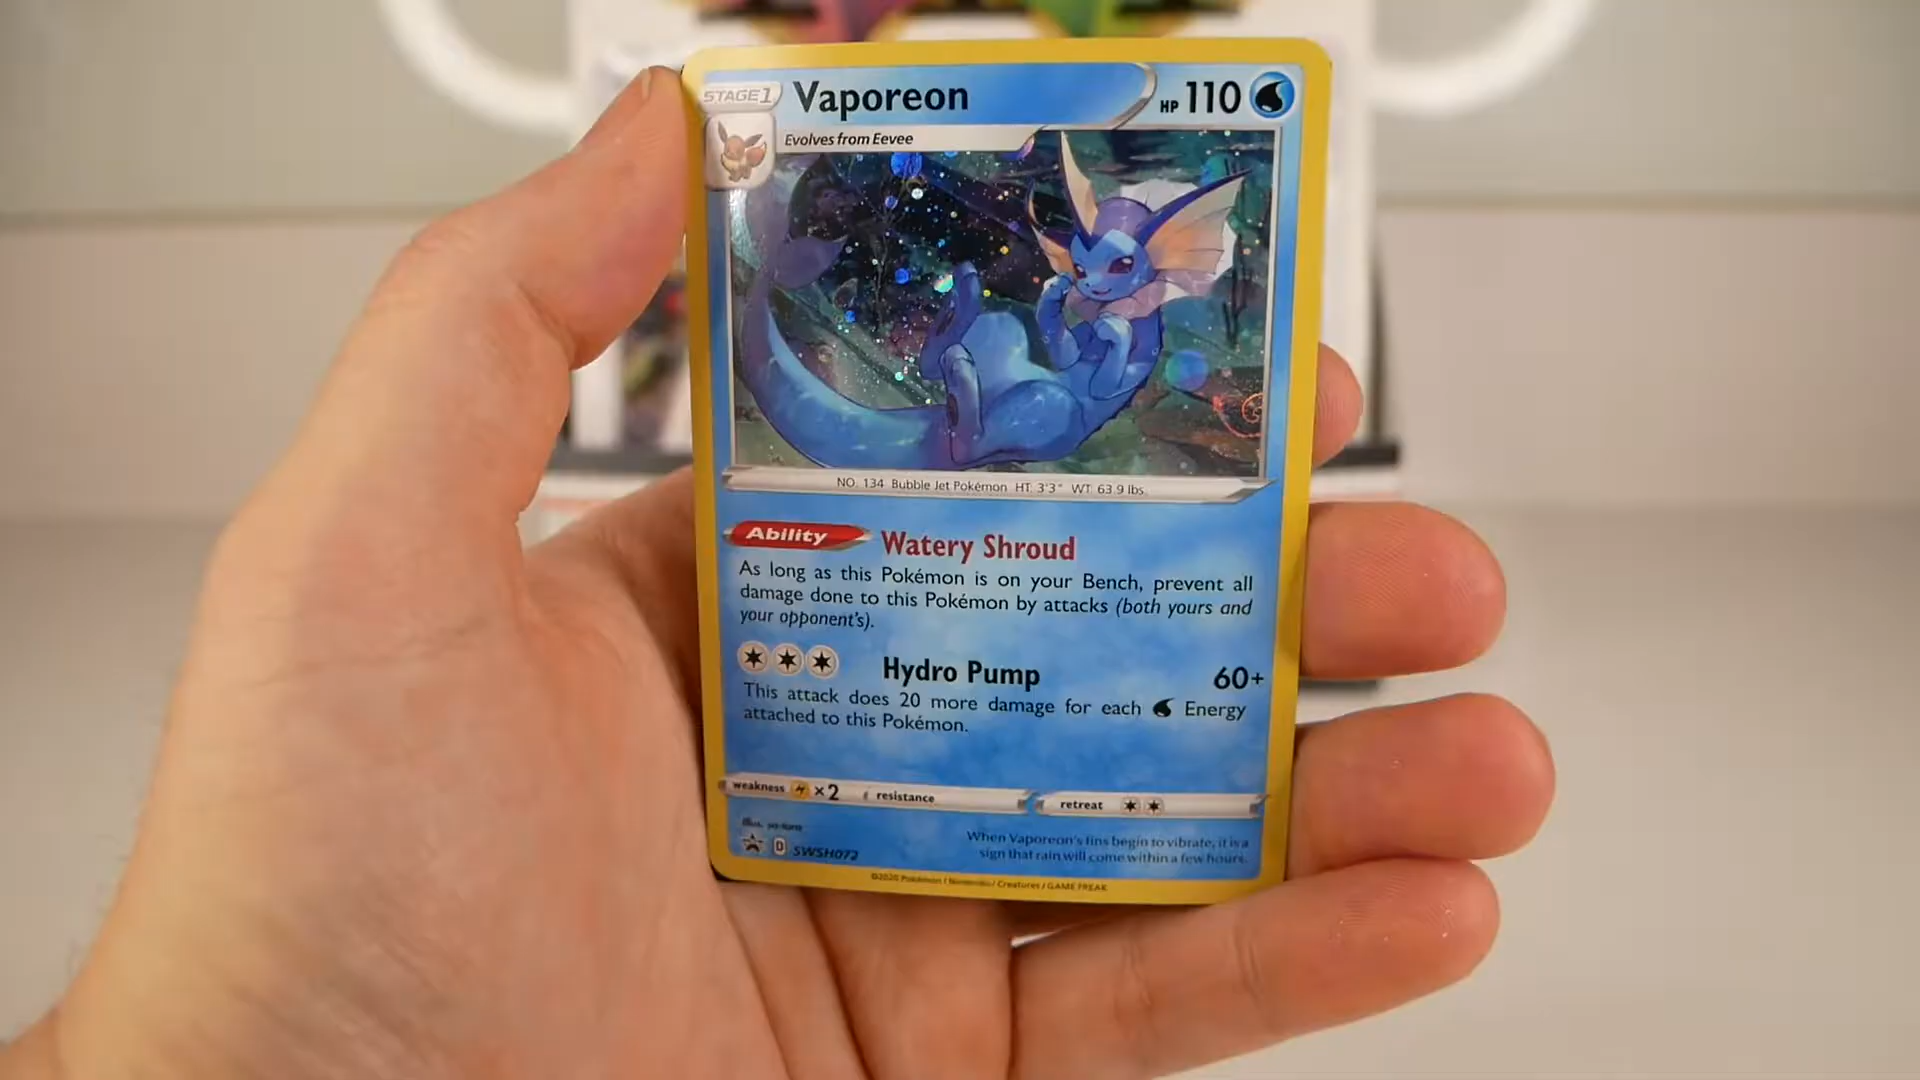 STAGE 1 Vaporeon HP 110
Evolves from Eevee
NO. 134 Bubble Jet Pokémon HT: 3'3" WT: 63.9 lbs.
Ability Watery Shroud
As long as this Pokémon is on your Bench, prevent all
damage done to this Pokémon by attacks (both yours and
your opponent's).
Hydro Pump 60+
This attack does 20 more damage for each Energy
attached to this Pokémon.
weakness ×2 resistance retreat
Illus.
D SWSH072
When Vaporeon's fins begin to vibrate, it is a
sign that rain will come within a few hours.
©2020 Pokémon / Nintendo / Creatures / GAME FREAK